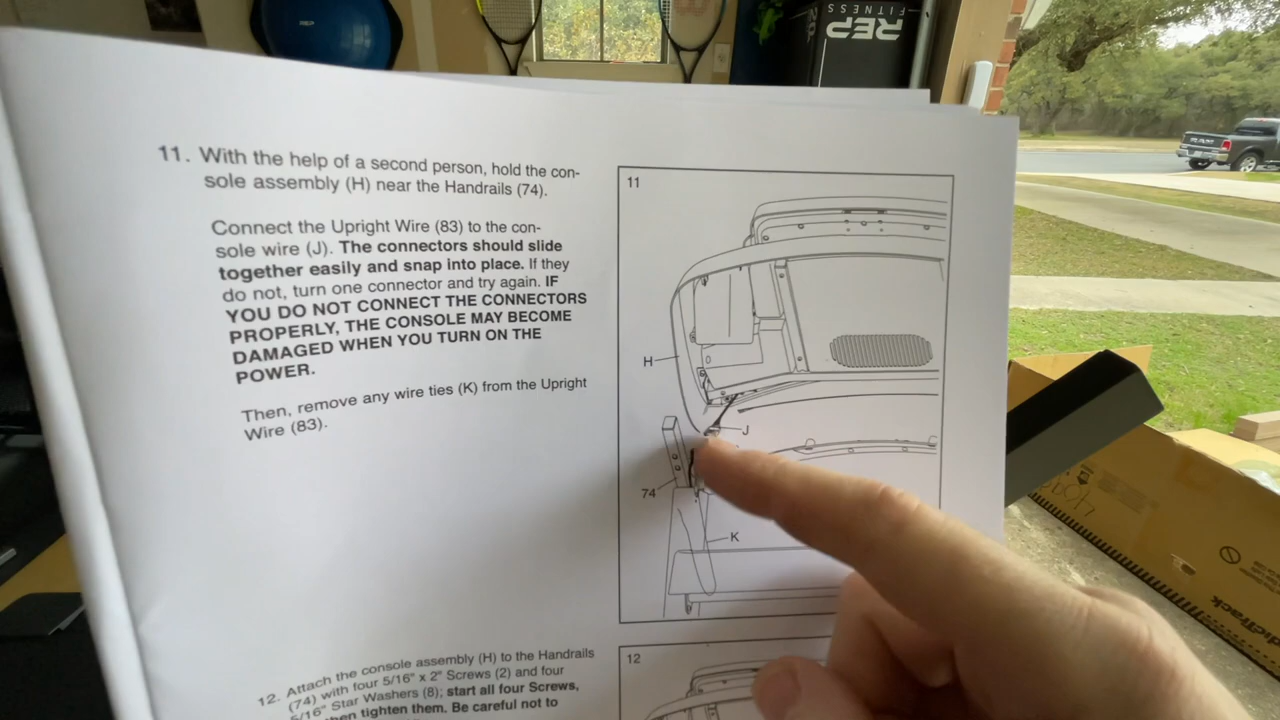 REP
FITNESS
11. With the help of a second person, hold the con-
sole assembly (H) near the Handrails (74).
Connect the Upright Wire (83) to the con-
sole wire (J). The connectors should slide
together easily and snap into place. If they
do not, turn one connector and try again. IF
YOU DO NOT CONNECT THE CONNECTORS
PROPERLY, THE CONSOLE MAY BECOME
DAMAGED WHEN YOU TURN ON THE
POWER.
Then, remove any wire ties (K) from the Upright
Wire (83).
11
H
J
74
K
12. Attach the console assembly (H) to the Handrails
(74) with four 5/16" x 2" Screws (2) and four
5/16" Star Washers (8); start all four Screws,
then tighten them. Be careful not to
12